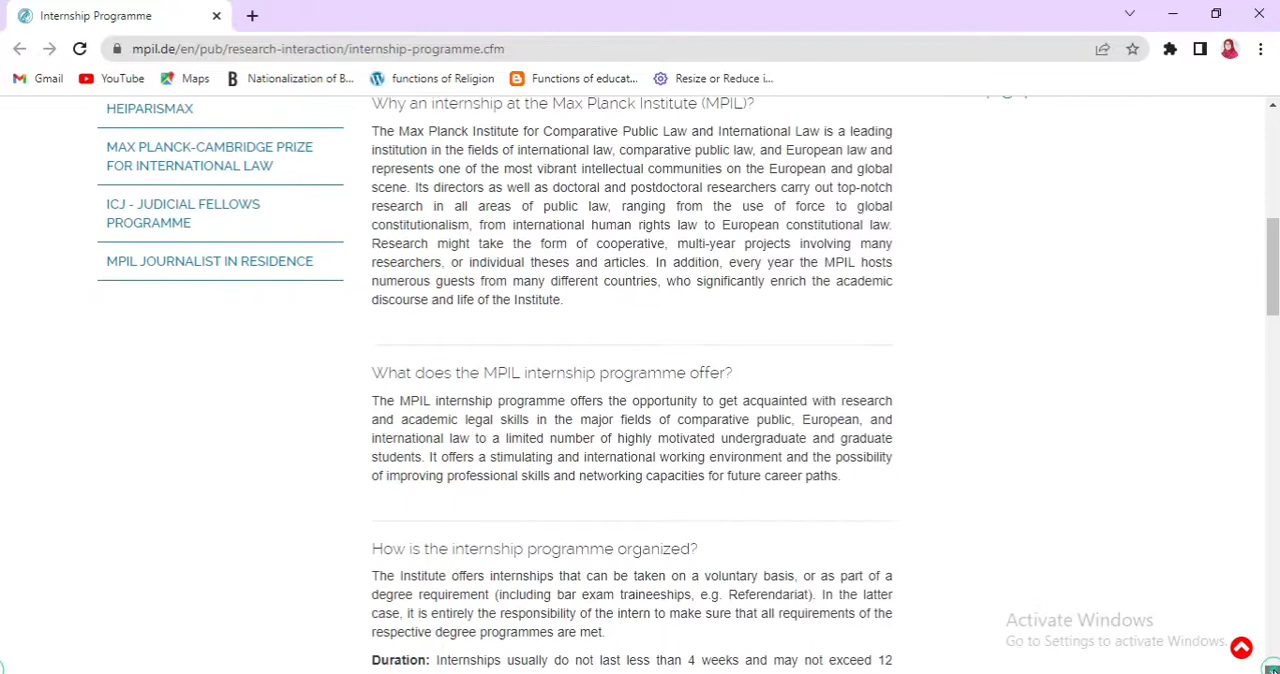 Internship Programme
mpil.de/en/pub/research-interaction/internship-programme.cfm
Gmail
YouTube
Maps
Nationalization of B...
functions of Religion
Functions of educat...
Resize or Reduce i...
HEIPARISMAX
MAX PLANCK-CAMBRIDGE PRIZE
FOR INTERNATIONAL LAW
ICJ - JUDICIAL FELLOWS
PROGRAMME
MPIL JOURNALIST IN RESIDENCE
Why an internship at the Max Planck Institute (MPIL)?
The Max Planck Institute for Comparative Public Law and International Law is a leading
institution in the fields of international law, comparative public law, and European law and
represents one of the most vibrant intellectual communities on the European and global
scene. Its directors as well as doctoral and postdoctoral researchers carry out top-notch
research in all areas of public law, ranging from the use of force to global
constitutionalism, from international human rights law to European constitutional law.
Research might take the form of cooperative, multi-year projects involving many
researchers, or individual theses and articles. In addition, every year the MPIL hosts
numerous guests from many different countries, who significantly enrich the academic
discourse and life of the Institute.
What does the MPIL internship programme offer?
The MPIL internship programme offers the opportunity to get acquainted with research
and academic legal skills in the major fields of comparative public, European, and
international law to a limited number of highly motivated undergraduate and graduate
students. It offers a stimulating and international working environment and the possibility
of improving professional skills and networking capacities for future career paths.
How is the internship programme organized?
The Institute offers internships that can be taken on a voluntary basis, or as part of a
degree requirement (including bar exam traineeships, e.g. Referendariat). In the latter
case, it is entirely the responsibility of the intern to make sure that all requirements of the
respective degree programmes are met.
Duration: Internships usually do not last less than 4 weeks and may not exceed 12
Activate Windows
Go to Settings to activate Windows.